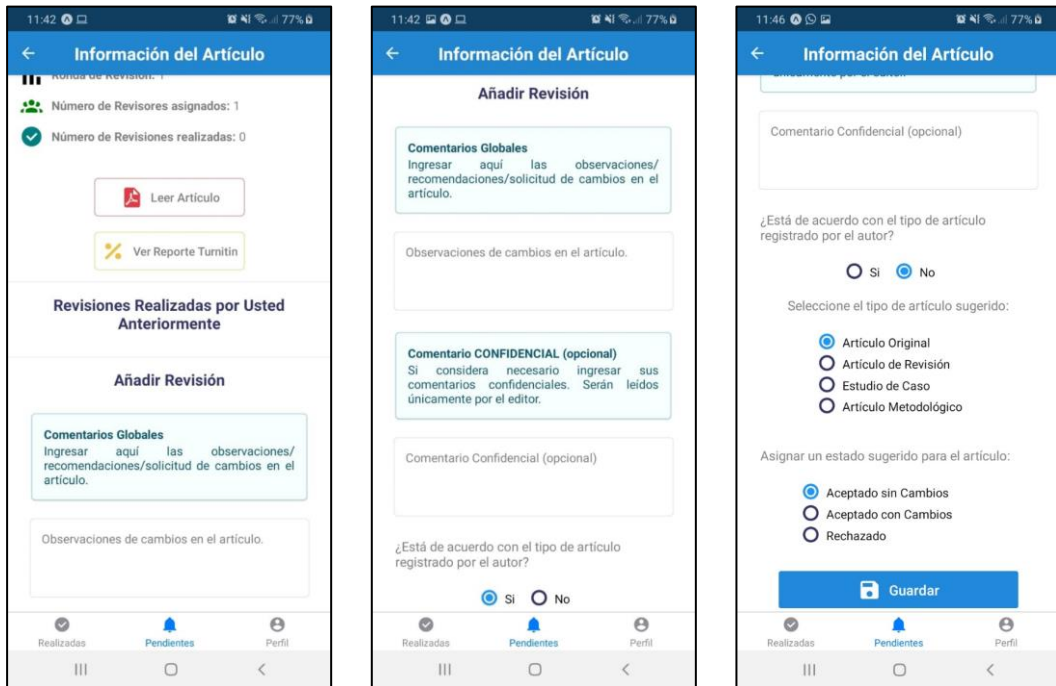 11:42
77%
Información del Artículo
Ronda de Revisión: 1
Número de Revisores asignados: 1
Número de Revisiones realizadas: 0
Leer Artículo
Ver Reporte Turnitin
Revisiones Realizadas por Usted
Anteriormente
Añadir Revisión
Comentarios Globales
Ingresar aquí las observaciones/
recomendaciones/solicitud de cambios en el
artículo.
Observaciones de cambios en el artículo.
Realizadas
Pendientes
Perfil
11:42
77%
Información del Artículo
Añadir Revisión
Comentarios Globales
Ingresar aquí las observaciones/
recomendaciones/solicitud de cambios en el
artículo.
Observaciones de cambios en el artículo.
Comentario CONFIDENCIAL (opcional)
Si considera necesario ingresar sus
comentarios confidenciales. Serán leídos
únicamente por el editor.
Comentario Confidencial (opcional)
¿Está de acuerdo con el tipo de artículo
registrado por el autor?
Si No
Realizadas
Pendientes
Perfil
11:46
77%
Información del Artículo
únicamente por el editor.
Comentario Confidencial (opcional)
¿Está de acuerdo con el tipo de artículo
registrado por el autor?
Si No
Seleccione el tipo de artículo sugerido:
Artículo Original
Artículo de Revisión
Estudio de Caso
Artículo Metodológico
Asignar un estado sugerido para el artículo:
Aceptado sin Cambios
Aceptado con Cambios
Rechazado
Guardar
Realizadas
Pendientes
Perfil